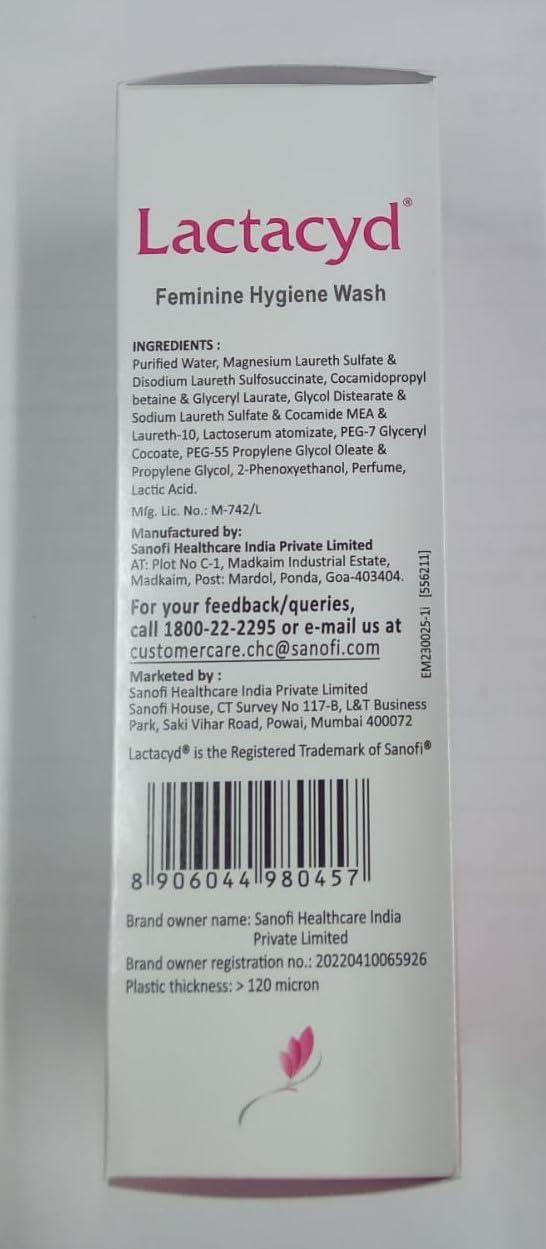 Lactacyd®
Feminine Hygiene Wash
INGREDIENTS :
Purified Water, Magnesium Laureth Sulfate &
Disodium Laureth Sulfosuccinate, Cocamidopropyl
betaine & Glyceryl Laurate, Glycol Distearate &
Sodium Laureth Sulfate & Cocamide MEA &
Laureth-10, Lactoserum atomizate, PEG-7 Glyceryl
Cocoate, PEG-55 Propylene Glycol Oleate &
Propylene Glycol, 2-Phenoxyethanol, Perfume,
Lactic Acid.
Mfg. Lic. No.: M-742/L
Manufactured by:
Sanofi Healthcare India Private Limited
AT: Plot No C-1, Madkaim Industrial Estate,
Madkaim, Post: Mardol, Ponda, Goa-403404.
For your feedback/queries,
call 1800-22-2295 or e-mail us at
customercare.chc@sanofi.com
EM230025-1i [556211]
Marketed by :
Sanofi Healthcare India Private Limited
Sanofi House, CT Survey No 117-B, L&T Business
Park, Saki Vihar Road, Powai, Mumbai 400072
Lactacyd® is the Registered Trademark of Sanofi®
8 906044 980457
Brand owner name: Sanofi Healthcare India
Private Limited
Brand owner registration no.: 20220410065926
Plastic thickness: > 120 micron